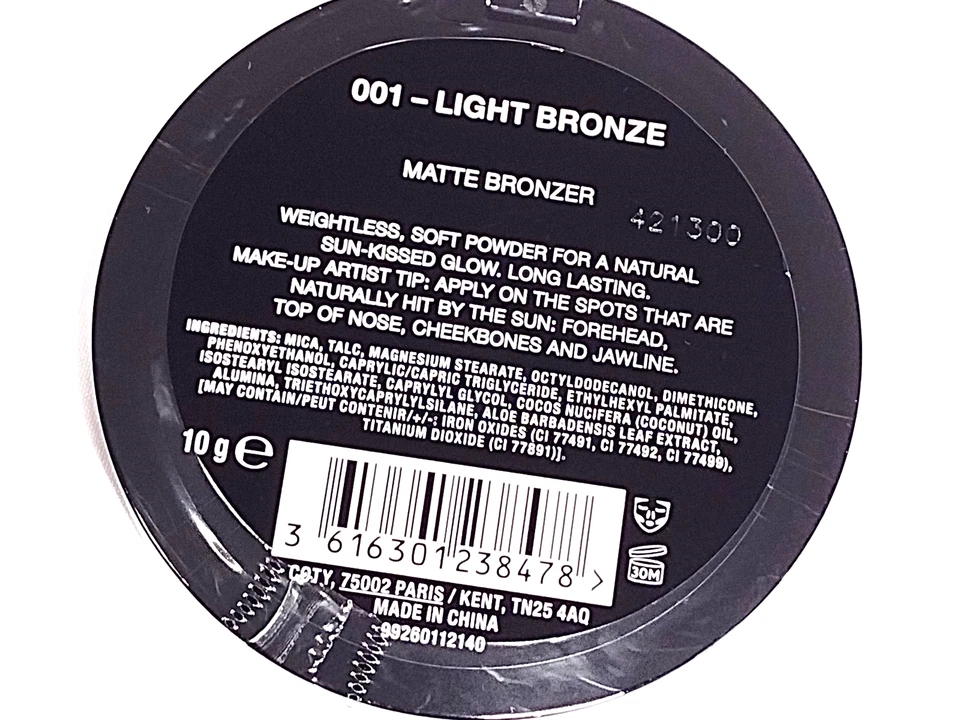 001 – LIGHT BRONZE
MATTE BRONZER
421300
WEIGHTLESS, SOFT POWDER FOR A NATURAL
SUN-KISSED GLOW. LONG LASTING.
MAKE-UP ARTIST TIP: APPLY ON THE SPOTS THAT ARE
NATURALLY HIT BY THE SUN: FOREHEAD,
TOP OF NOSE, CHEEKBONES AND JAWLINE.
INGREDIENTS: MICA, TALC, MAGNESIUM STEARATE, OCTYLDODECANOL, DIMETHICONE,
PHENOXYETHANOL, CAPRYLIC/CAPRIC TRIGLYCERIDE, ETHYLHEXYL PALMITATE,
ISOSTEARYL ISOSTEARATE, CAPRYLYL GLYCOL, COCOS NUCIFERA (COCONUT) OIL,
ALUMINA, TRIETHOXYCAPRYLYLSILANE, ALOE BARBADENSIS LEAF EXTRACT,
[MAY CONTAIN/PEUT CONTENIR/+/-: IRON OXIDES (CI 77491, CI 77492, CI 77499),
TITANIUM DIOXIDE (CI 77891)].
10 g e
3 616301238478 >
30M
COTY, 75002 PARIS / KENT, TN25 4AQ
MADE IN CHINA
99260112140